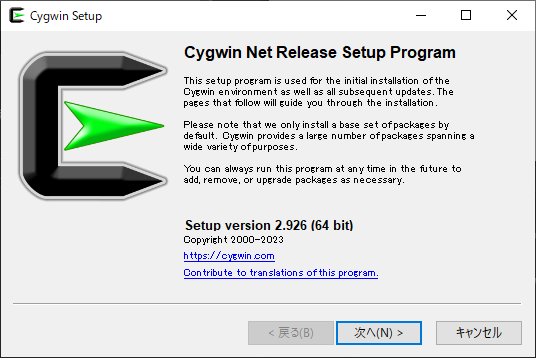 Cygwin Setup
Cygwin Net Release Setup Program
This setup program is used for the initial installation of the
Cygwin environment as well as all subsequent updates. The
pages that follow will guide you through the installation.
Please note that we only install a base set of packages by
default. Cygwin provides a large number of packages spanning a
wide variety of purposes.
You can always run this program at any time in the future to
add, remove, or upgrade packages as necessary.
Setup version 2.926 (64 bit)
Copyright 2000-2023
https://cygwin.com
Contribute to translations of this program.
< 戻る(B)
次へ(N) >
キャンセル